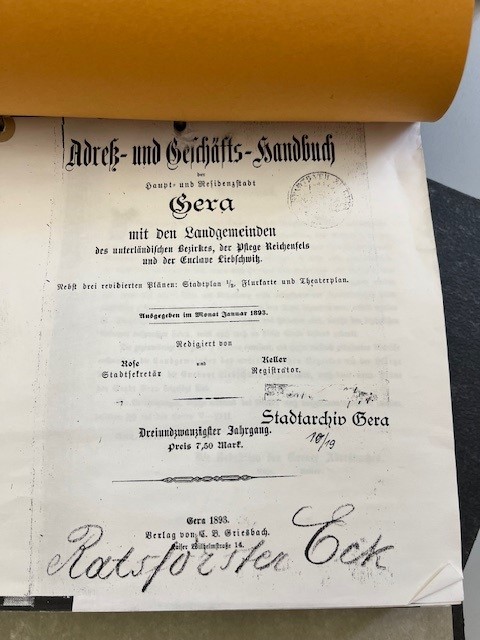 Adreß- und Geschäfts-Handbuch
der
Haupt- und Residenzstadt
Gera
mit den Landgemeinden
des unterländischen Bezirkes, der Pflege Reichenfels
und der Enclave Liebschwitz.
Nebst drei revidierten Plänen: Stadtplan 1/2, Flurkarte und Theaterplan.
Ausgegeben im Monat Januar 1893.
Redigiert von
Rose und Keller
Stadtsekretär Registrator.
Stadtarchiv Gera
Dreiundzwanzigster Jahrgang.
10/19
Preis 7,50 Mark.
Gera 1893.
Verlag von C. B. Griesbach.
Kaiser Wilhelmstraße 14.
Ratsförster Eck